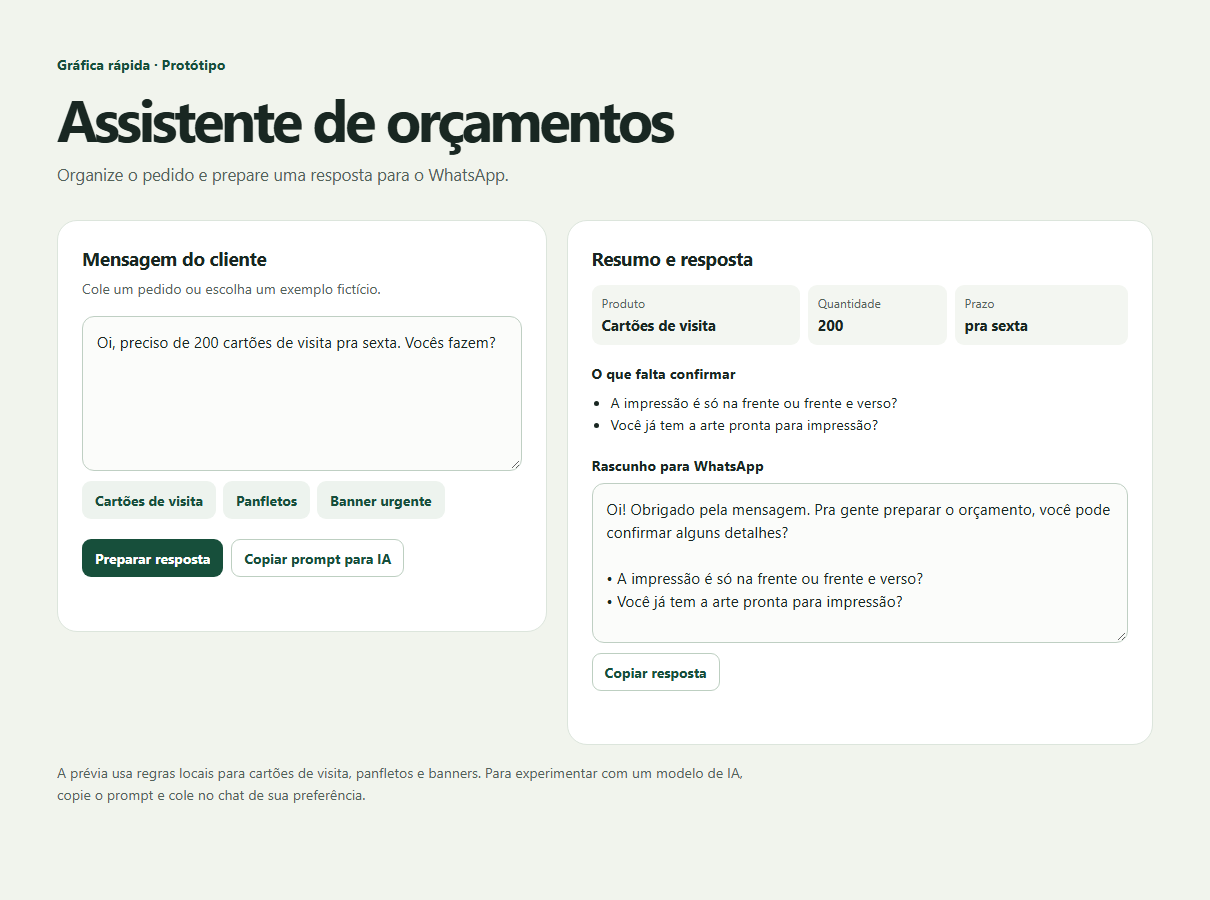 Gráfica rápida · Protótipo
Assistente de orçamentos
Organize o pedido e prepare uma resposta para o WhatsApp.
Mensagem do cliente
Cole um pedido ou escolha um exemplo fictício.
Oi, preciso de 200 cartões de visita pra sexta. Vocês fazem?
Cartões de visita
Panfletos
Banner urgente
Preparar resposta
Copiar prompt para IA
Resumo e resposta
Produto
Cartões de visita
Quantidade
200
Prazo
pra sexta
O que falta confirmar
• A impressão é só na frente ou frente e verso?
• Você já tem a arte pronta para impressão?
Rascunho para WhatsApp
Oi! Obrigado pela mensagem. Pra gente preparar o orçamento, você pode
confirmar alguns detalhes?
• A impressão é só na frente ou frente e verso?
• Você já tem a arte pronta para impressão?
Copiar resposta
A prévia usa regras locais para cartões de visita, panfletos e banners. Para experimentar com um modelo de IA,
copie o prompt e cole no chat de sua preferência.